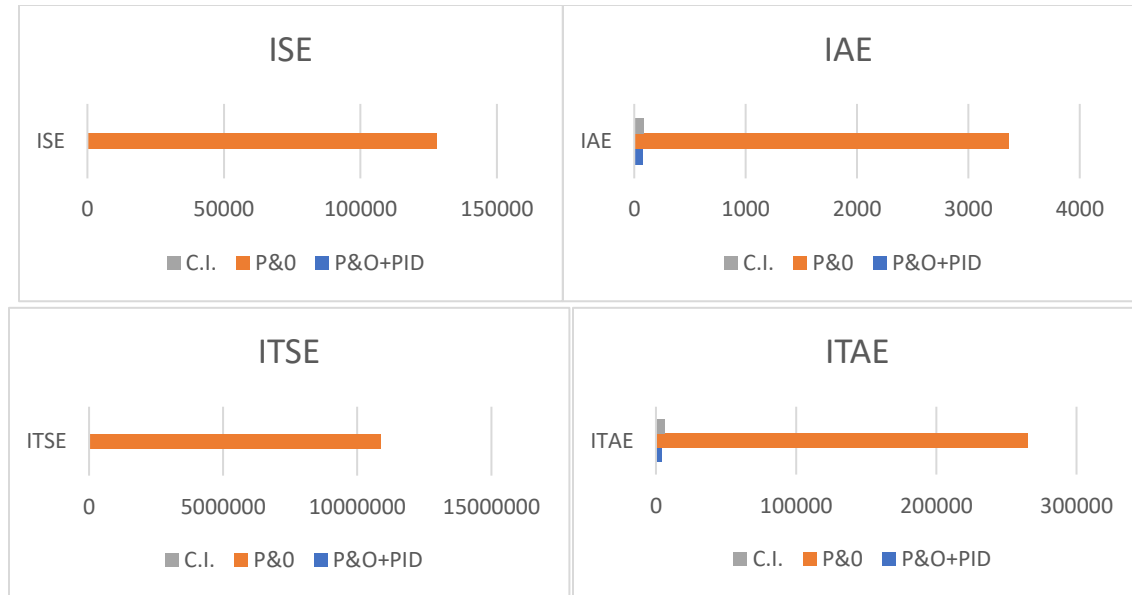 ISE
ISE
0 50000 100000 150000
C.I. P&0 P&O+PID
IAE
IAE
0 1000 2000 3000 4000
C.I. P&0 P&O+PID
ITSE
ITSE
0 5000000 10000000 15000000
C.I. P&0 P&O+PID
ITAE
ITAE
0 100000 200000 300000
C.I. P&0 P&O+PID